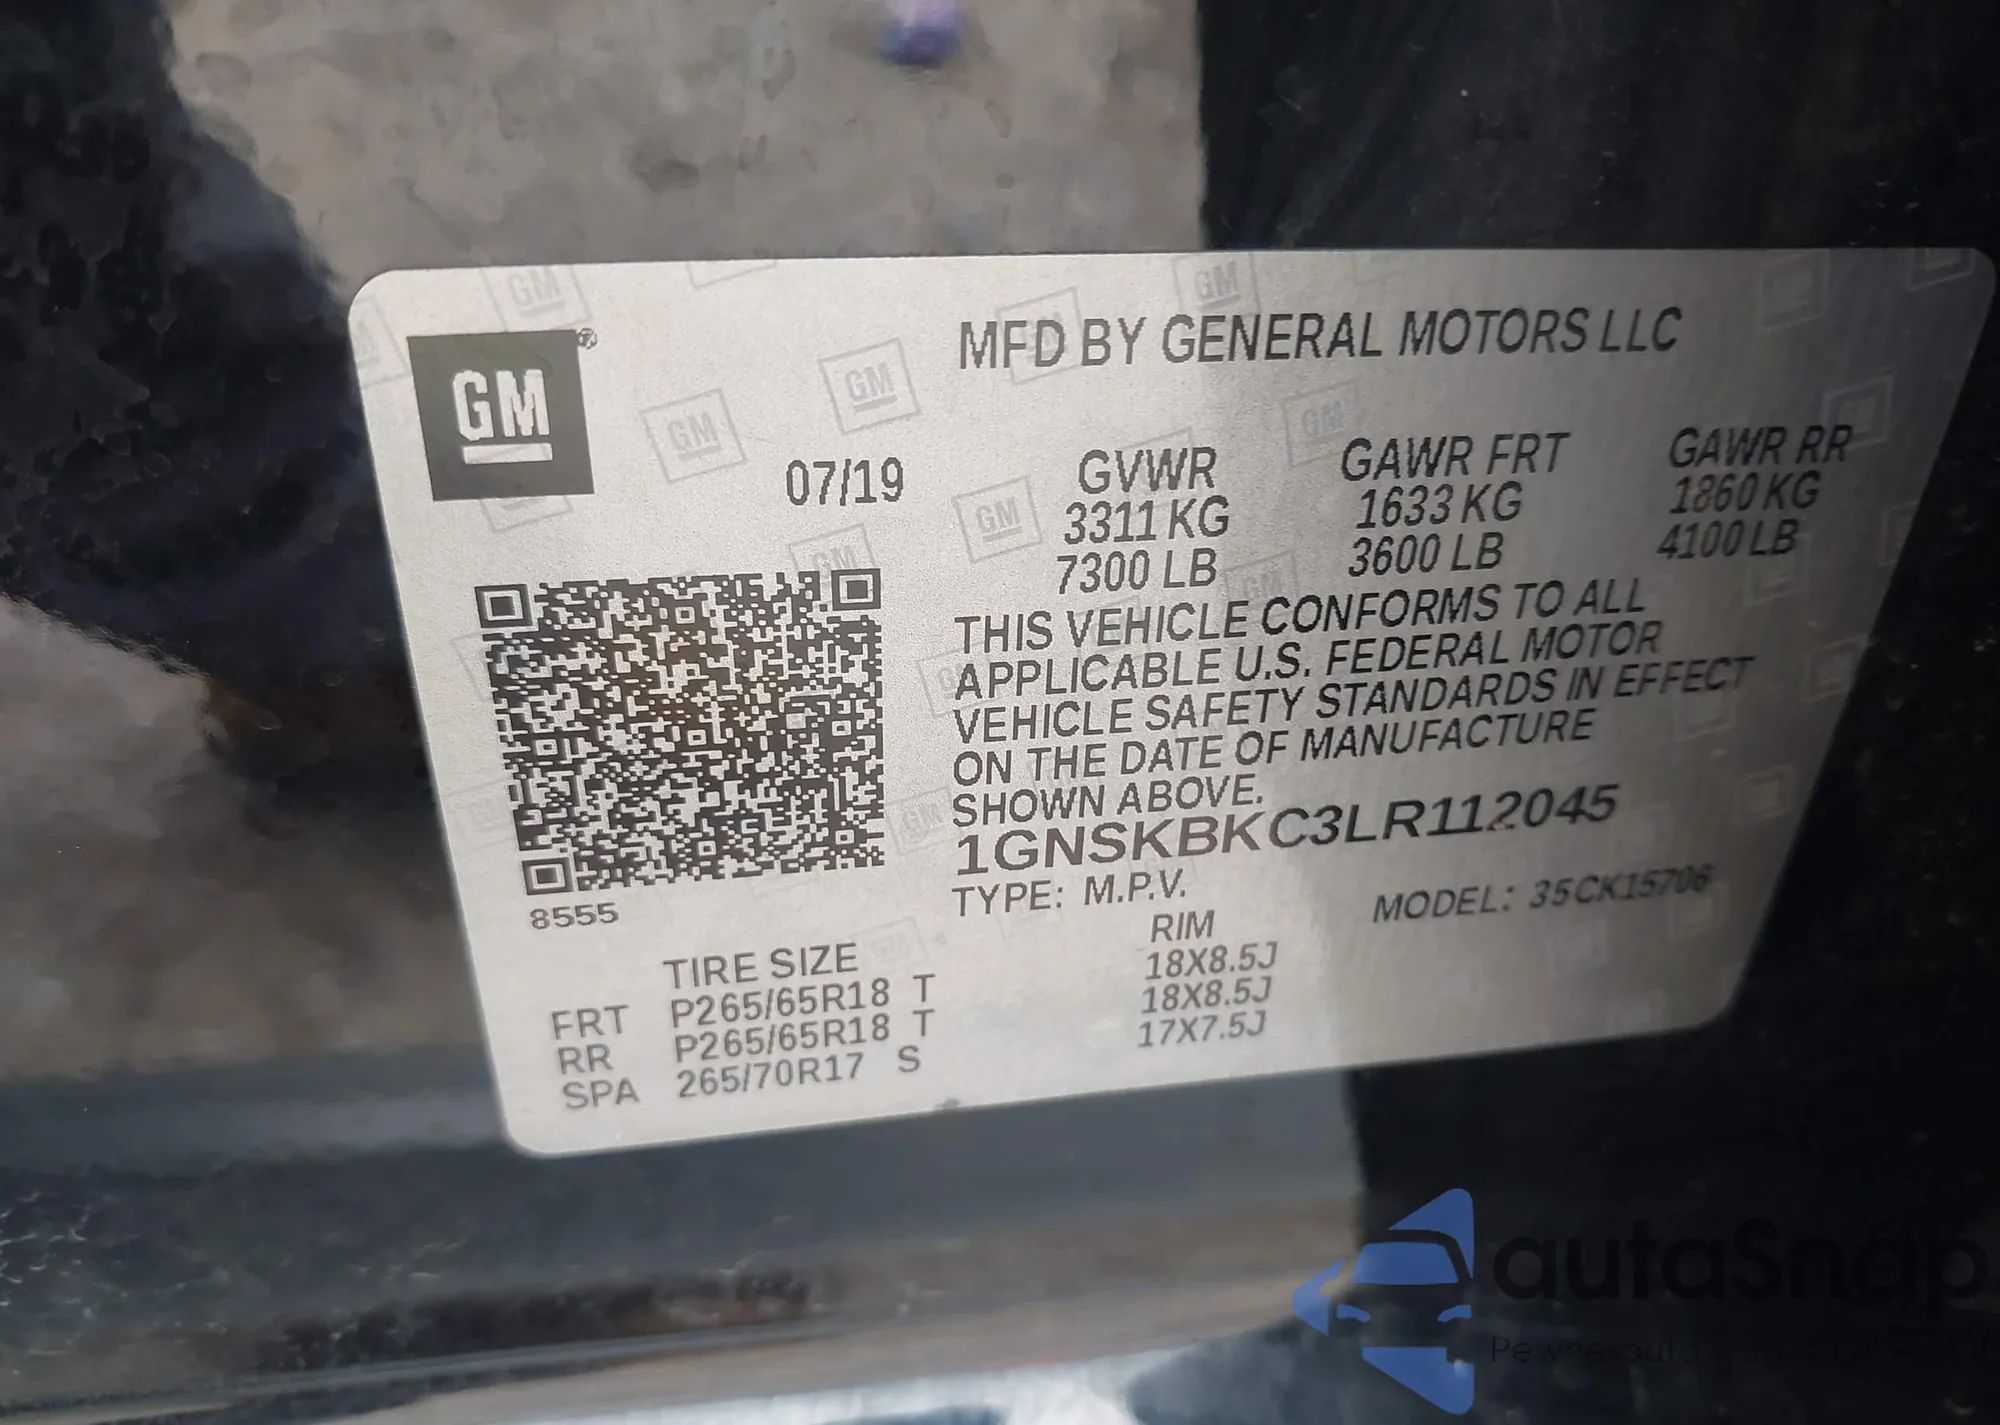 GM
MFD BY GENERAL MOTORS LLC
07/19 GVWR GAWR FRT GAWR RR
3311 KG 1633 KG 1860 KG
7300 LB 3600 LB 4100 LB
THIS VEHICLE CONFORMS TO ALL
APPLICABLE U.S. FEDERAL MOTOR
VEHICLE SAFETY STANDARDS IN EFFECT
ON THE DATE OF MANUFACTURE
SHOWN ABOVE.
1GNSKBKC3LR112045
TYPE: M.P.V. MODEL: 35CK15706
8555
TIRE SIZE RIM
FRT P265/65R18 T 18X8.5J
RR P265/65R18 T 18X8.5J
SPA 265/70R17 S 17X7.5J
autaSnap